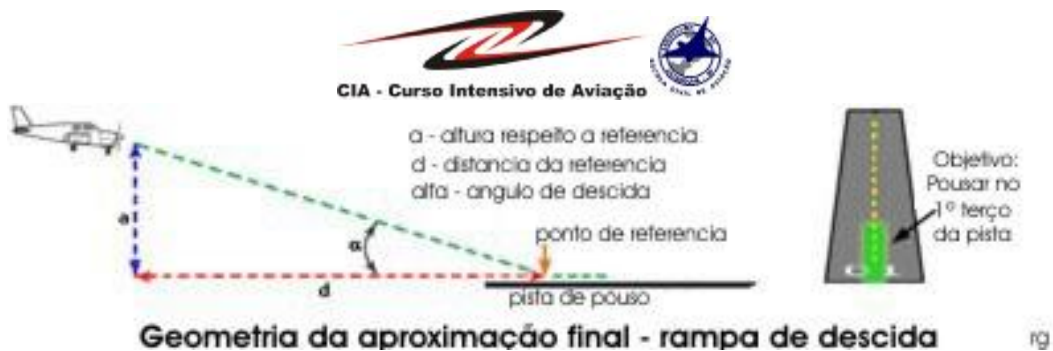 CIA - Curso Intensivo de Aviação
a - altura respeito a referencia
d - distancia da referencia
alfa - angulo de descida
a
α
d
ponto de referencia
pista de pouso
Objetivo:
Pousar no
1º terço
da pista
Geometria da aproximação final - rampa de descida
rg